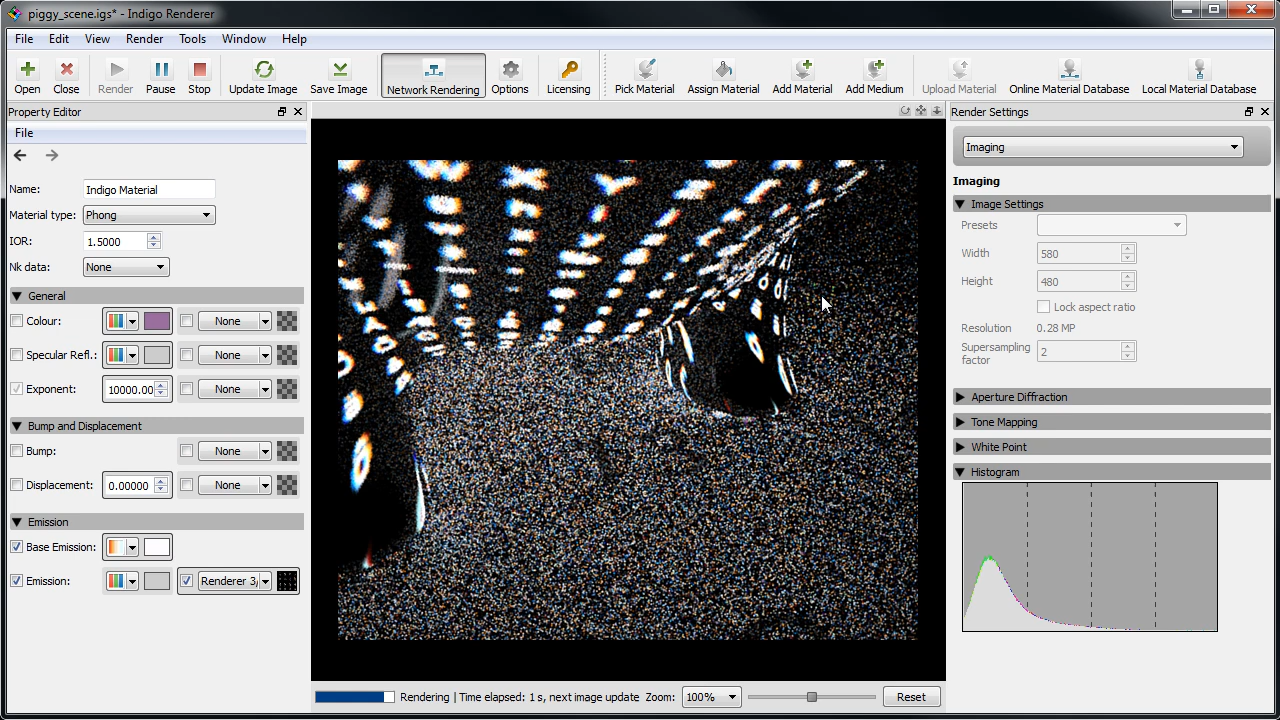 piggy_scene.igs* - Indigo Renderer
File Edit View Render Tools Window Help
Open Close Render Pause Stop Update Image Save Image Network Rendering Options Licensing Pick Material Assign Material Add Material Add Medium Upload Material Online Material Database Local Material Database
Property Editor
File
Name: Indigo Material
Material type: Phong
IOR: 1.5000
Nk data: None
General
Colour: None
Specular Refl.: None
Exponent: 10000.00 None
Bump and Displacement
Bump: None
Displacement: 0.00000 None
Emission
Base Emission:
Emission: Renderer 3/
Rendering | Time elapsed: 1 s, next image update Zoom: 100% Reset
Render Settings
Imaging
Imaging
Image Settings
Presets
Width 580
Height 480
Lock aspect ratio
Resolution 0.28 MP
Supersampling
factor 2
Aperture Diffraction
Tone Mapping
White Point
Histogram